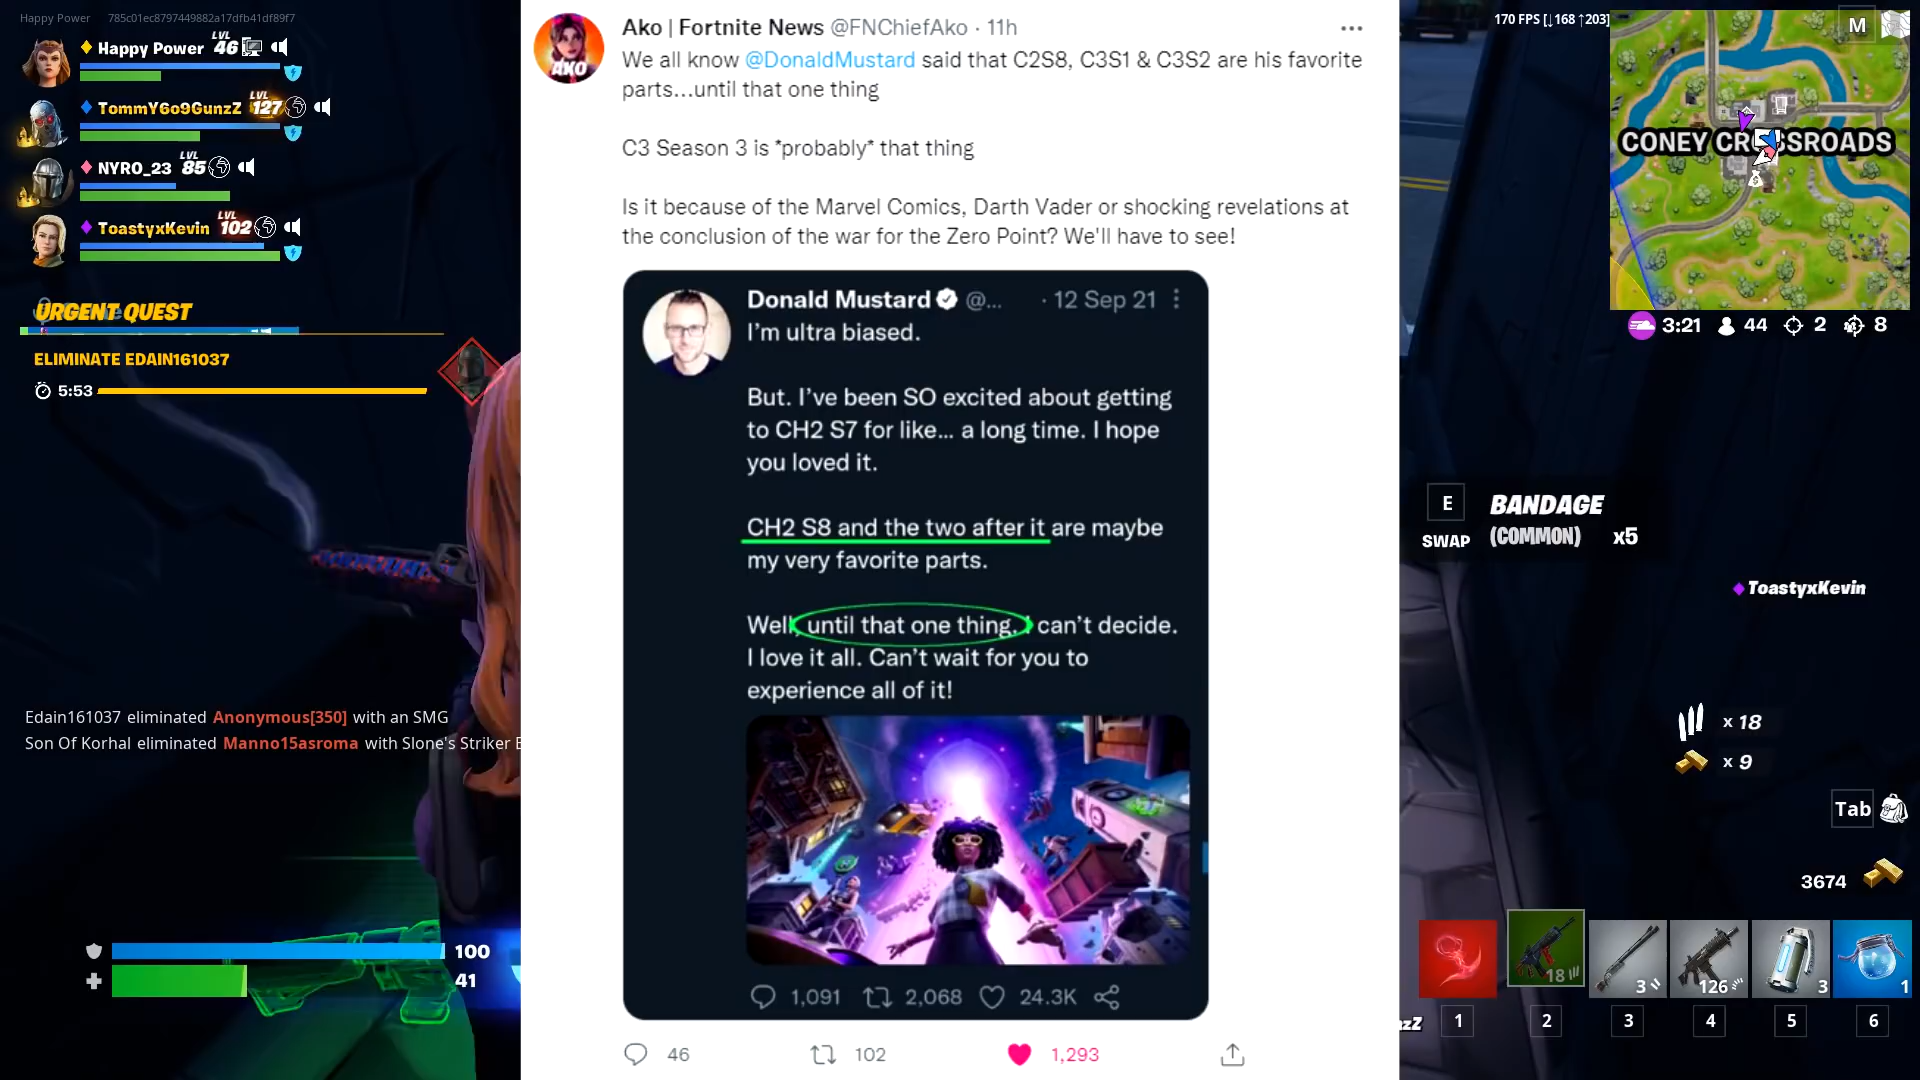 Happy Power 785c01ec8797449882a17dfb41df89f7
Happy Power LVL 46
TommY6o9GunzZ LVL 127
NYRO_23 LVL 85
ToastyxKevin LVL 102
URGENT QUEST
ELIMINATE EDAIN161037
5:53
Edain161037 eliminated Anonymous[350] with an SMG
Son Of Korhal eliminated Manno15asroma with Slone's Striker
100
41
Ako | Fortnite News @FNChiefAko · 11h
We all know @DonaldMustard said that C2S8, C3S1 & C3S2 are his favorite
parts...until that one thing
C3 Season 3 is *probably* that thing
Is it because of the Marvel Comics, Darth Vader or shocking revelations at
the conclusion of the war for the Zero Point? We'll have to see!
AKO
Donald Mustard @... · 12 Sep 21
I'm ultra biased.
But. I've been SO excited about getting
to CH2 S7 for like... a long time. I hope
you loved it.
CH2 S8 and the two after it are maybe
my very favorite parts.
Well, until that one thing. I can't decide.
I love it all. Can't wait for you to
experience all of it!
1,091 2,068 24.3K
46 102 1,293
170 FPS [↓168 ↑203]
M
CONEY CROSSROADS
3:21 44 2 8
E BANDAGE
SWAP (COMMON) x5
ToastyxKevin
x 18
x 9
Tab
3674
18 3 126 3 1
nzZ 1 2 3 4 5 6